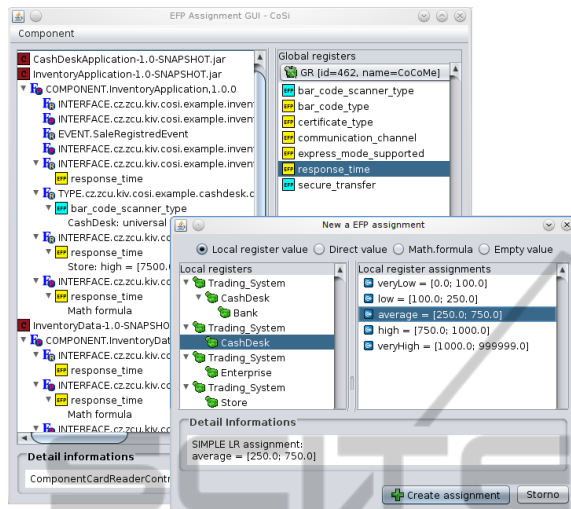 EFP Assignment GUI - CoSi
Component
CashDeskApplication-1.0-SNAPSHOT.jar
InventoryApplication-1.0-SNAPSHOT.jar
COMPONENT.InventoryApplication,1.0.0
INTERFACE.cz.zcu.kiv.cosi.example.inven
INTERFACE.cz.zcu.kiv.cosi.example.inven
EVENT.SaleRegistredEvent
INTERFACE.cz.zcu.kiv.cosi.example.inven
INTERFACE.cz.zcu.kiv.cosi.example.inven
response_time
TYPE.cz.zcu.kiv.cosi.example.cashdesk.c
bar_code_scanner_type
CashDesk: universal
INTERFACE.cz.zcu.kiv.co
response_time
Store: high = [7500.
INTERFACE.cz.zcu.kiv.co
response_time
Math formula
InventoryData-1.0-SNAPSHO
COMPONENT.InventoryDat
INTERFACE.cz.zcu.kiv.co
INTERFACE.cz.zcu.kiv.cc
response_time
Math formula
INTERFACE.cz.zcu.kiv.cc
Detail informations
ComponentCardReaderContr
Global registers
GR [id=462, name=CoCoMe]
bar_code_scanner_type
bar_code_type
certificate_type
communication_channel
express_mode_supported
response_time
secure_transfer
New a EFP assignment
Local register value Direct value Math.formula Empty value
Local registers
Trading_System
CashDesk
Bank
Trading_System
CashDesk
Trading_System
Enterprise
Trading_System
Store
Local register assignments
veryLow = [0.0; 100.0]
low = [100.0; 250.0]
average = [250.0; 750.0]
high = [750.0; 1000.0]
veryHigh = [1000.0; 999999.0]
Detail Informations
SIMPLE LR assignment:
average = [250.0; 750.0]
Create assignment Storno